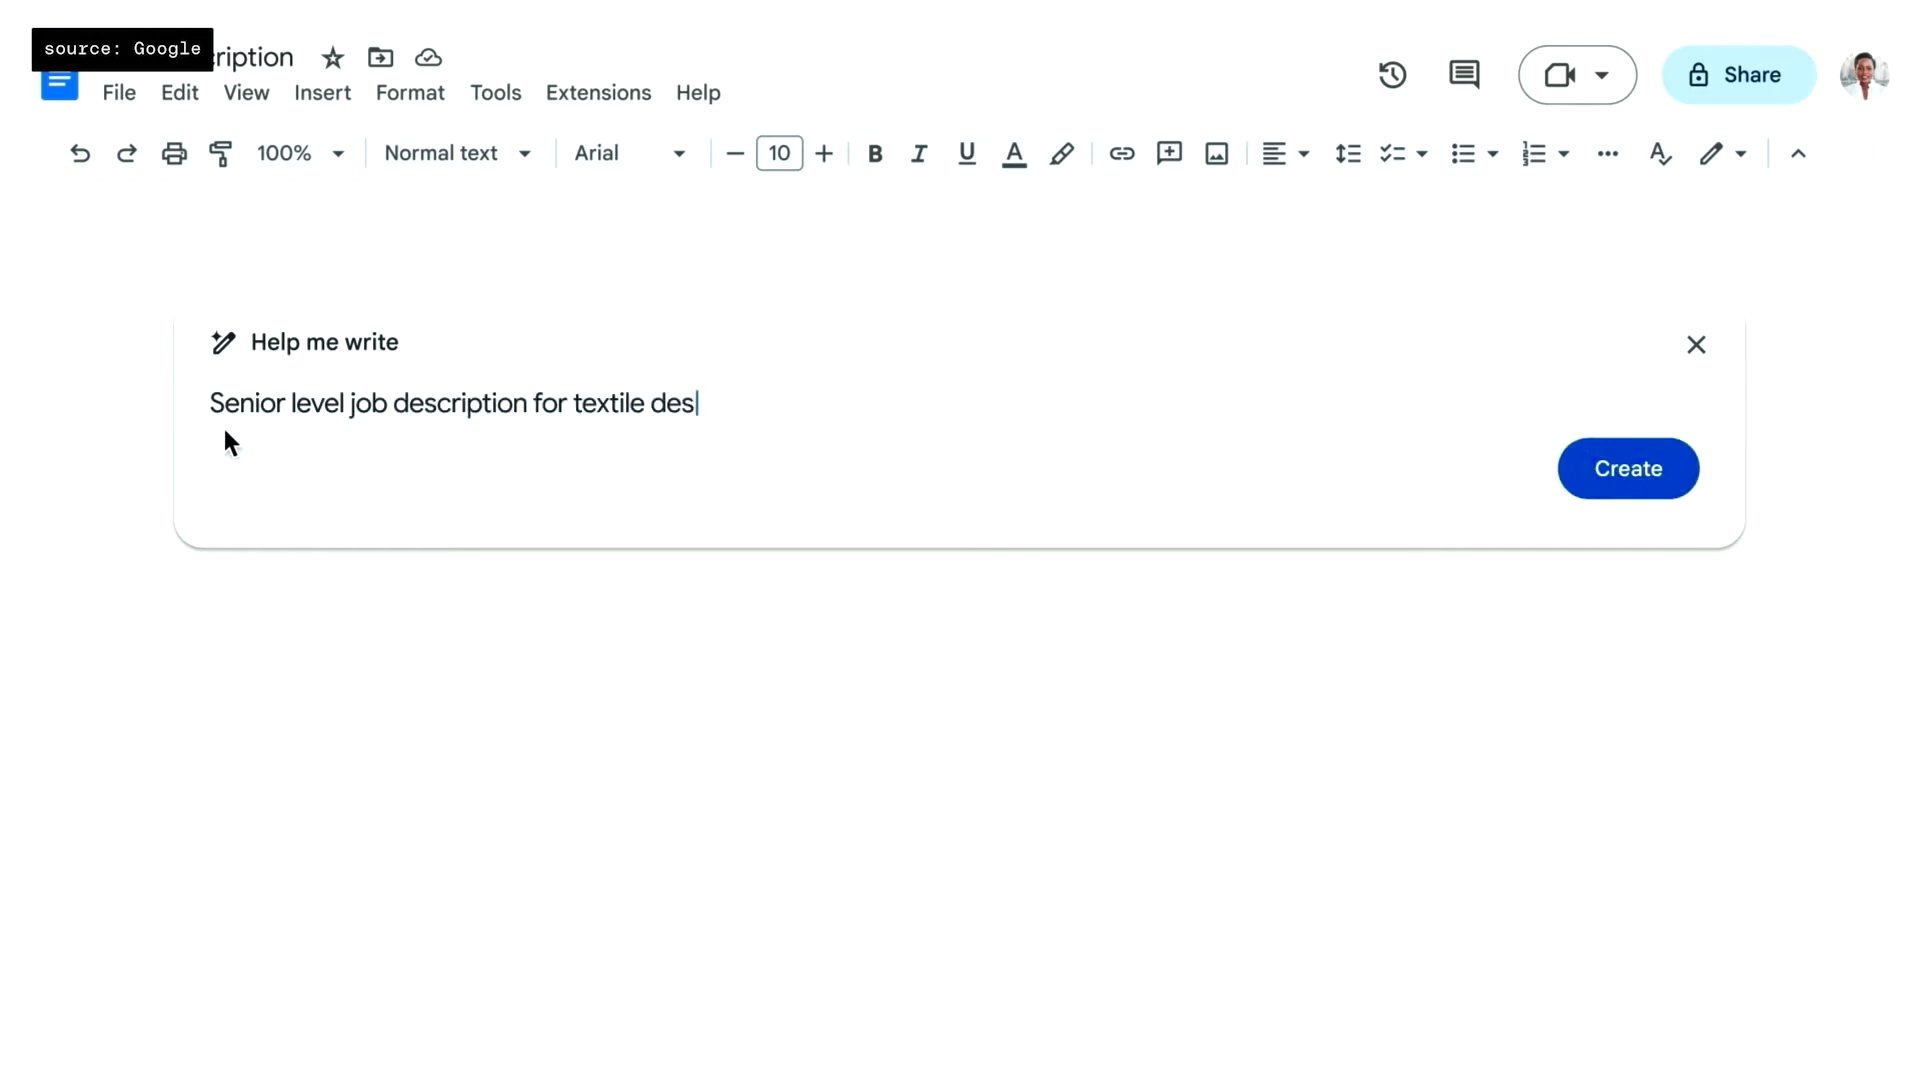 source: Google
cription
File Edit View Insert Format Tools Extensions Help
Share
100% Normal text Arial 10
Help me write
Senior level job description for textile des
Create